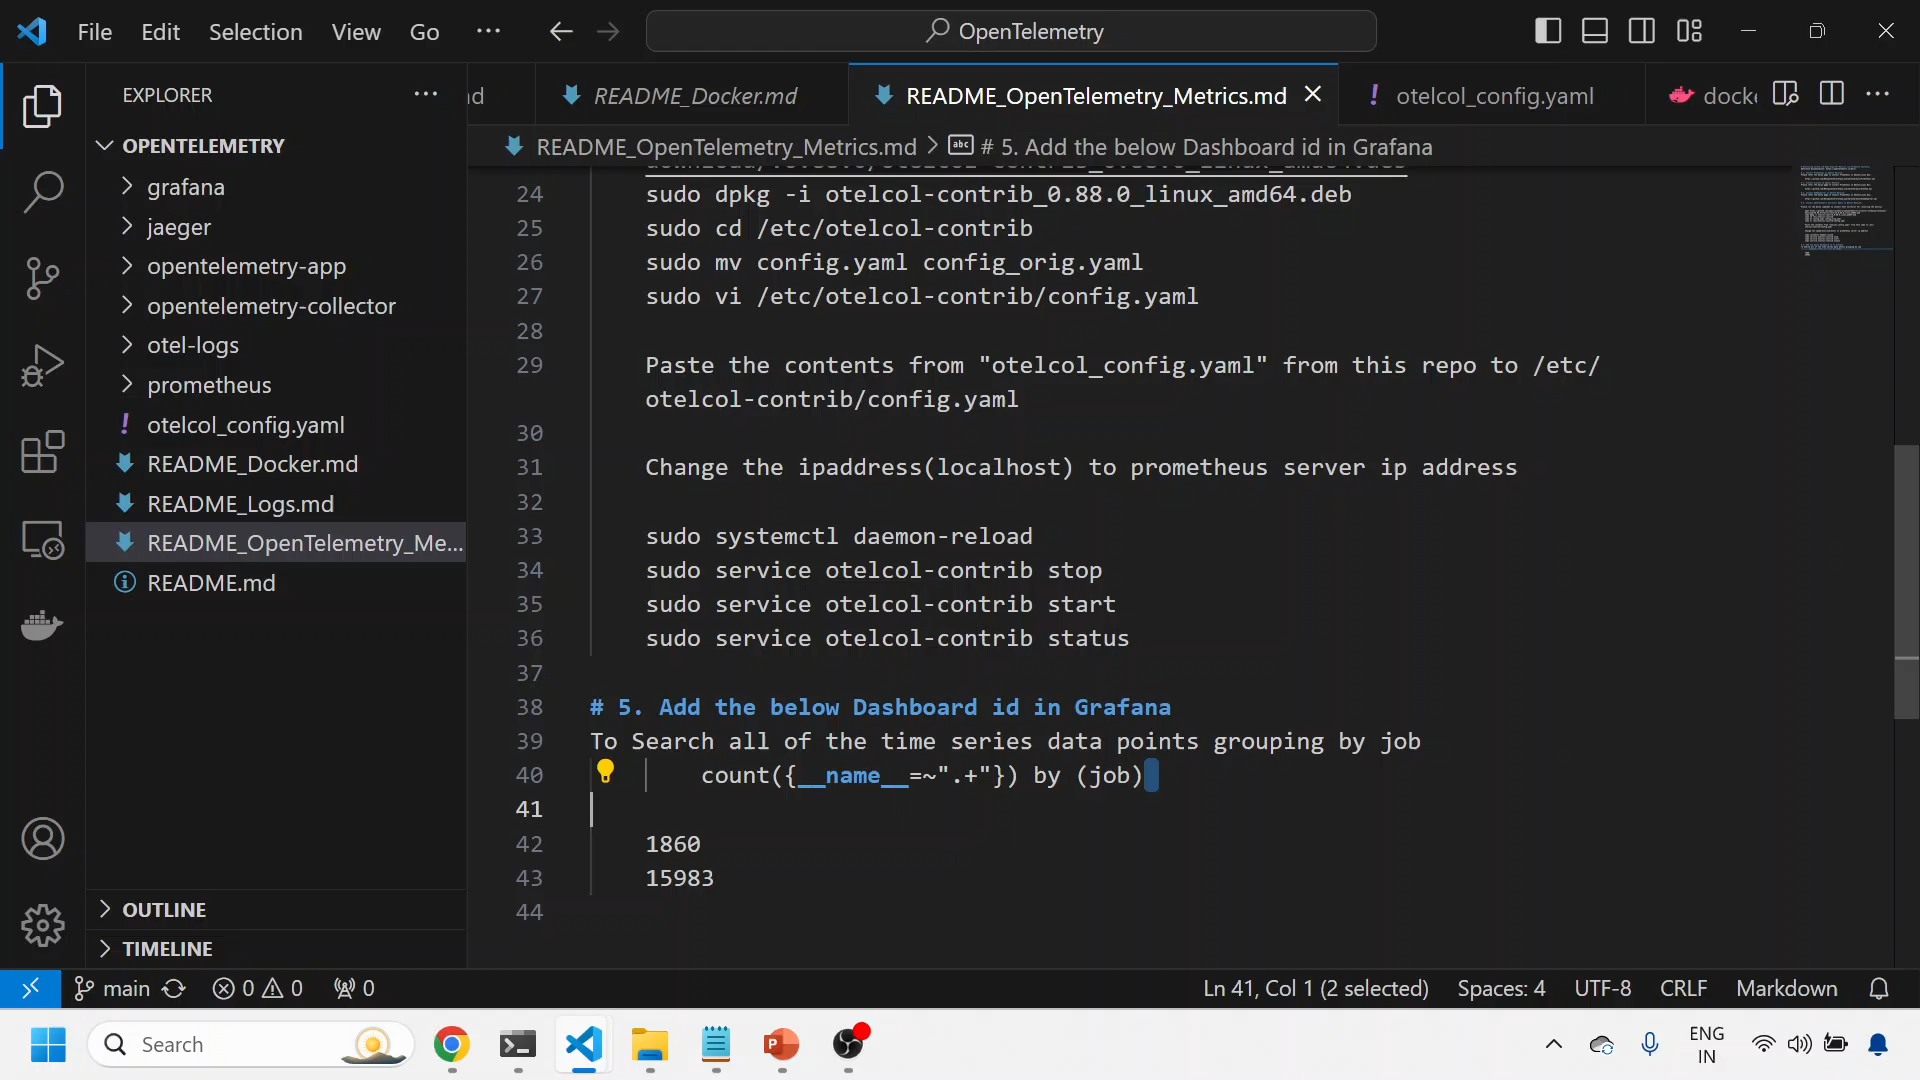 File Edit Selection View Go ··· OpenTelemetry
EXPLORER ···
README_Docker.md README_OpenTelemetry_Metrics.md otelcol_config.yaml docke
README_OpenTelemetry_Metrics.md > # 5. Add the below Dashboard id in Grafana
OPENTELEMETRY
grafana
jaeger
opentelemetry-app
opentelemetry-collector
otel-logs
prometheus
otelcol_config.yaml
README_Docker.md
README_Logs.md
README_OpenTelemetry_Me...
README.md
OUTLINE
TIMELINE
24 sudo dpkg -i otelcol-contrib_0.88.0_linux_amd64.deb
25 sudo cd /etc/otelcol-contrib
26 sudo mv config.yaml config_orig.yaml
27 sudo vi /etc/otelcol-contrib/config.yaml
28
29 Paste the contents from "otelcol_config.yaml" from this repo to /etc/
otelcol-contrib/config.yaml
30
31 Change the ipaddress(localhost) to prometheus server ip address
32
33 sudo systemctl daemon-reload
34 sudo service otelcol-contrib stop
35 sudo service otelcol-contrib start
36 sudo service otelcol-contrib status
37
38 # 5. Add the below Dashboard id in Grafana
39 To Search all of the time series data points grouping by job
40 count({__name__=~".+"}) by (job)
41
42 1860
43 15983
44
main 0 0 0 Ln 41, Col 1 (2 selected) Spaces: 4 UTF-8 CRLF Markdown
Search ENG
IN